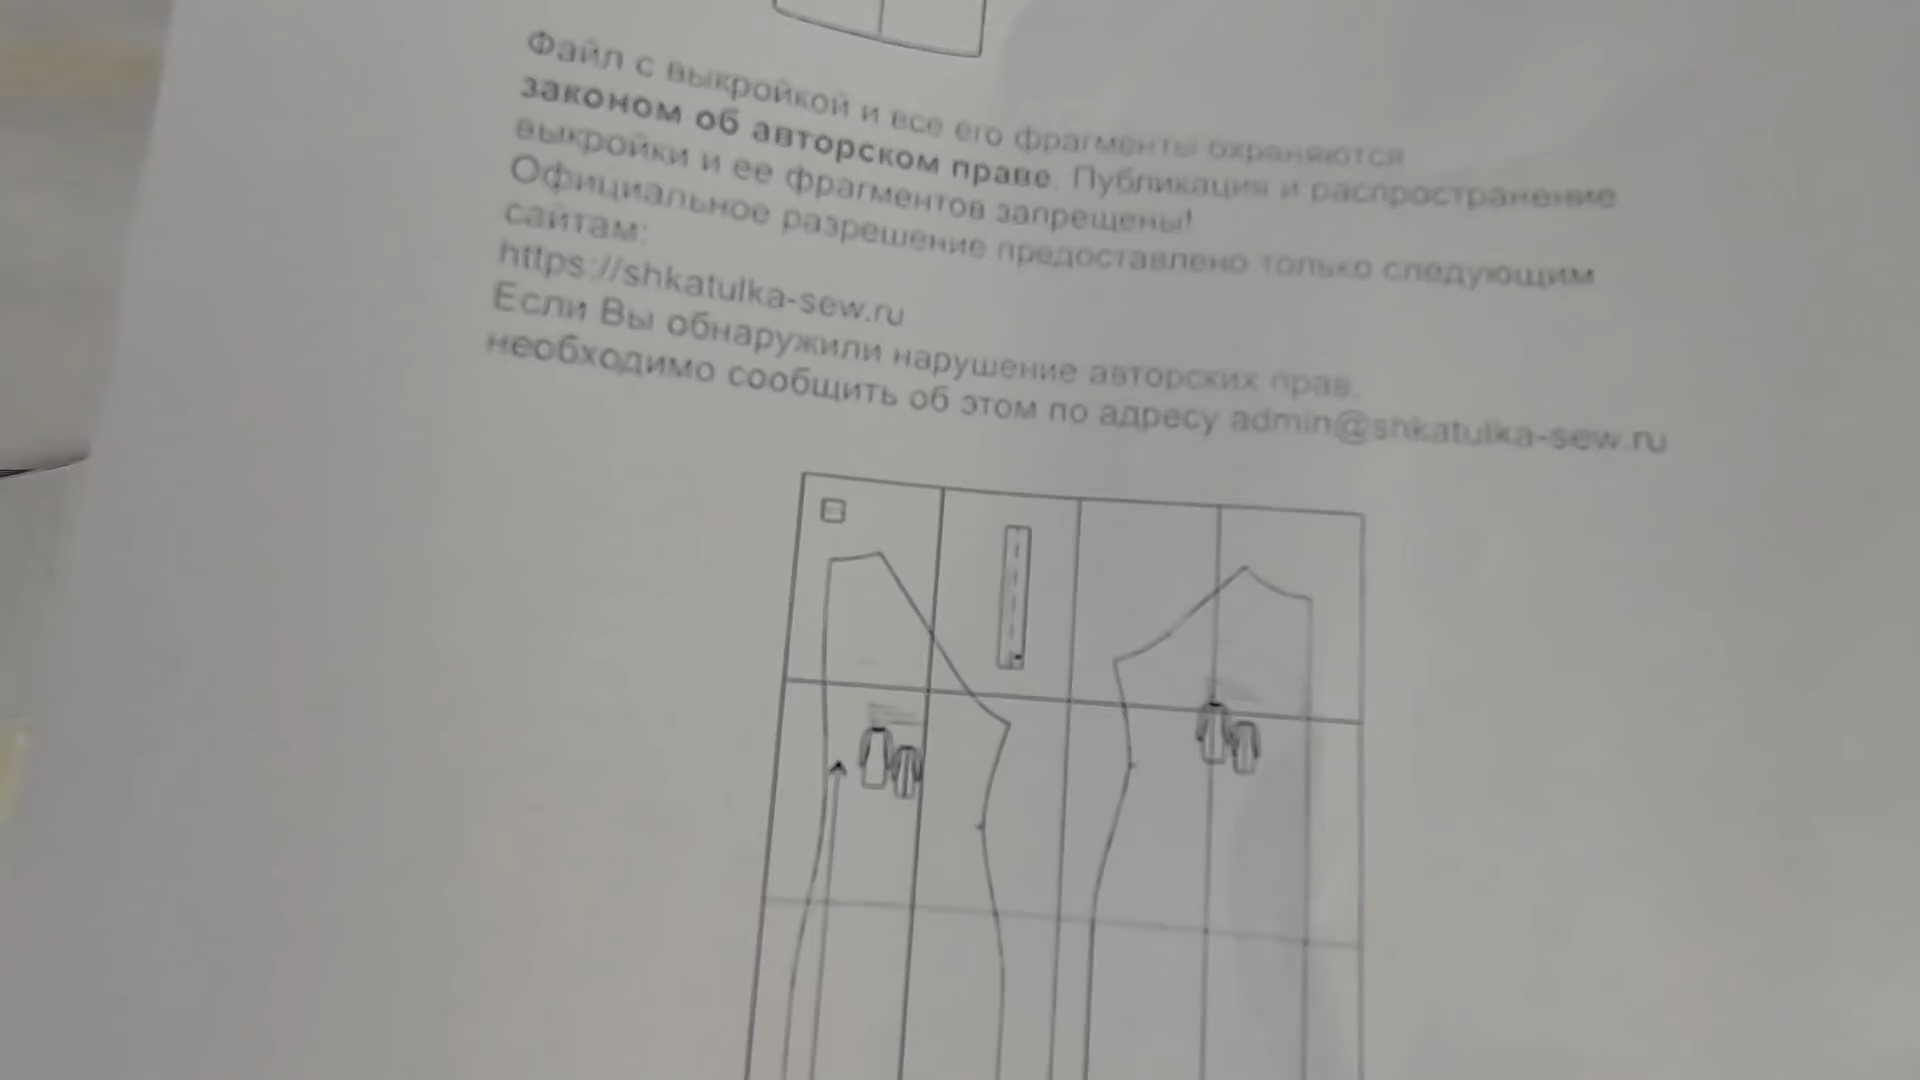 Файл с выкройкой и все его фрагменты охраняются
законом об авторском праве. Публикация и распространение
выкройки и ее фрагментов запрещены!
Официальное разрешение предоставлено только следующим
сайтам:
https://shkatulka-sew.ru
Если Вы обнаружили нарушение авторских прав,
необходимо сообщить об этом по адресу admin@shkatulka-sew.ru